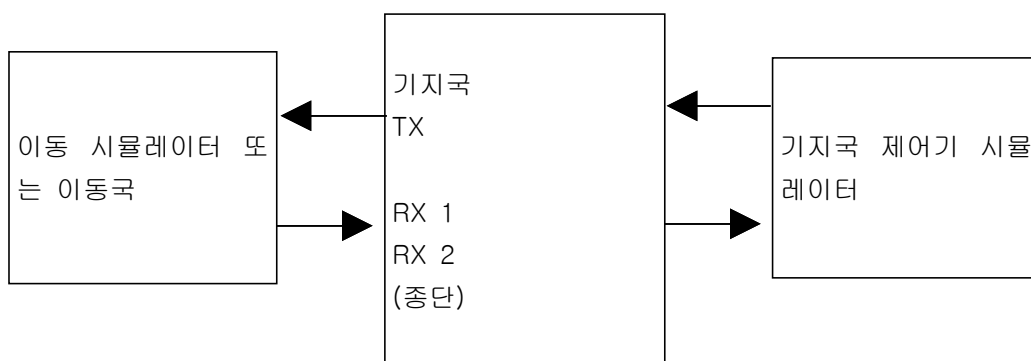 이동 시뮬레이터 또
는 이동국
기지국
TX
RX 1
RX 2
(종단)
기지국 제어기 시뮬
레이터